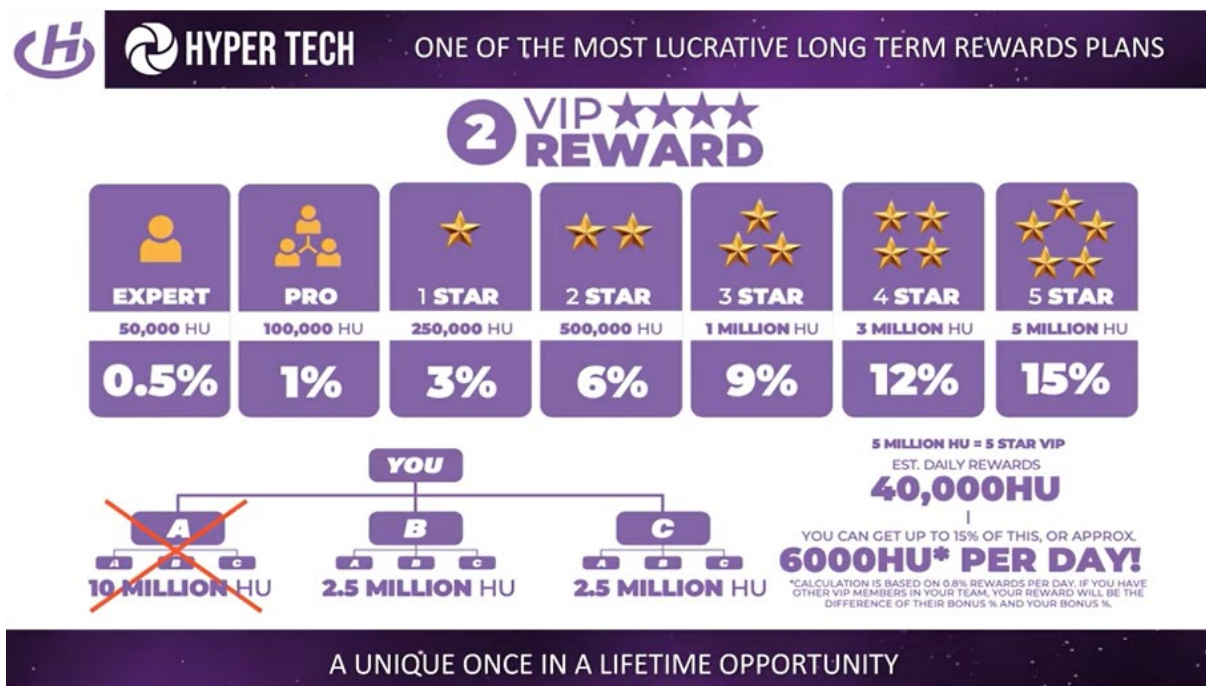 H
HYPER TECH
ONE OF THE MOST LUCRATIVE LONG TERM REWARDS PLANS
2
VIP
REWARD
EXPERT
50,000 HU
0.5%
PRO
100,000 HU
1%
1 STAR
250,000 HU
3%
2 STAR
500,000 HU
6%
3 STAR
1 MILLION HU
9%
4 STAR
3 MILLION HU
12%
5 STAR
5 MILLION HU
15%
YOU
A
A B C
10 MILLION HU
B
A B C
2.5 MILLION HU
C
A B C
2.5 MILLION HU
5 MILLION HU = 5 STAR VIP
EST. DAILY REWARDS
40,000HU
YOU CAN GET UP TO 15% OF THIS, OR APPROX.
6000HU* PER DAY!
*CALCULATION IS BASED ON 0.8% REWARDS PER DAY. IF YOU HAVE
OTHER VIP MEMBERS IN YOUR TEAM, YOUR REWARD WILL BE THE
DIFFERENCE OF THEIR BONUS % AND YOUR BONUS %.
A UNIQUE ONCE IN A LIFETIME OPPORTUNITY